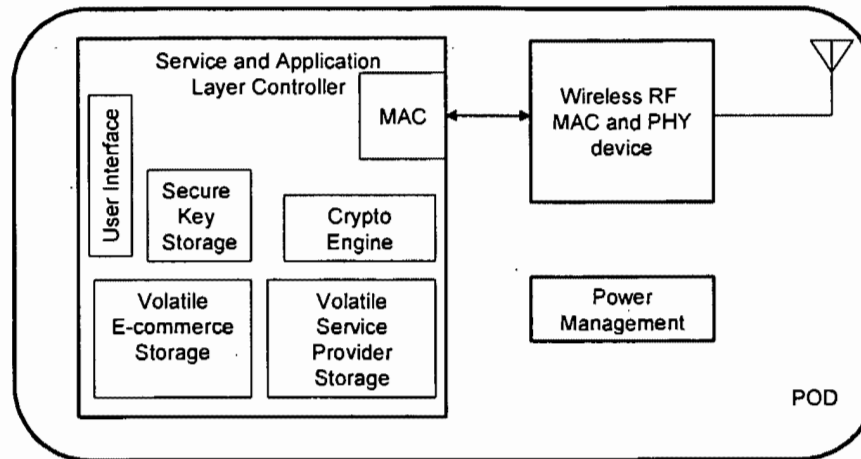 Service and Application
Layer Controller
MAC
User Interface
Secure
Key
Storage
Crypto
Engine
Volatile
E-commerce
Storage
Volatile
Service
Provider
Storage
Wireless RF
MAC and PHY
device
Power
Management
POD